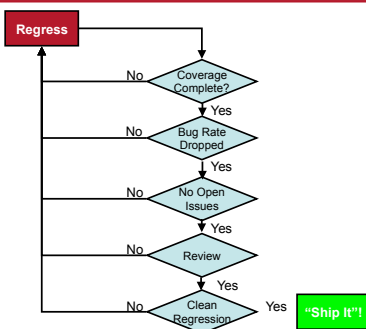 Regress
No
Coverage
Complete?
Yes
No
Bug Rate
Dropped
Yes
No
No Open
Issues
Yes
No
Review
Yes
No
Clean
Regression
Yes
"Ship It"!